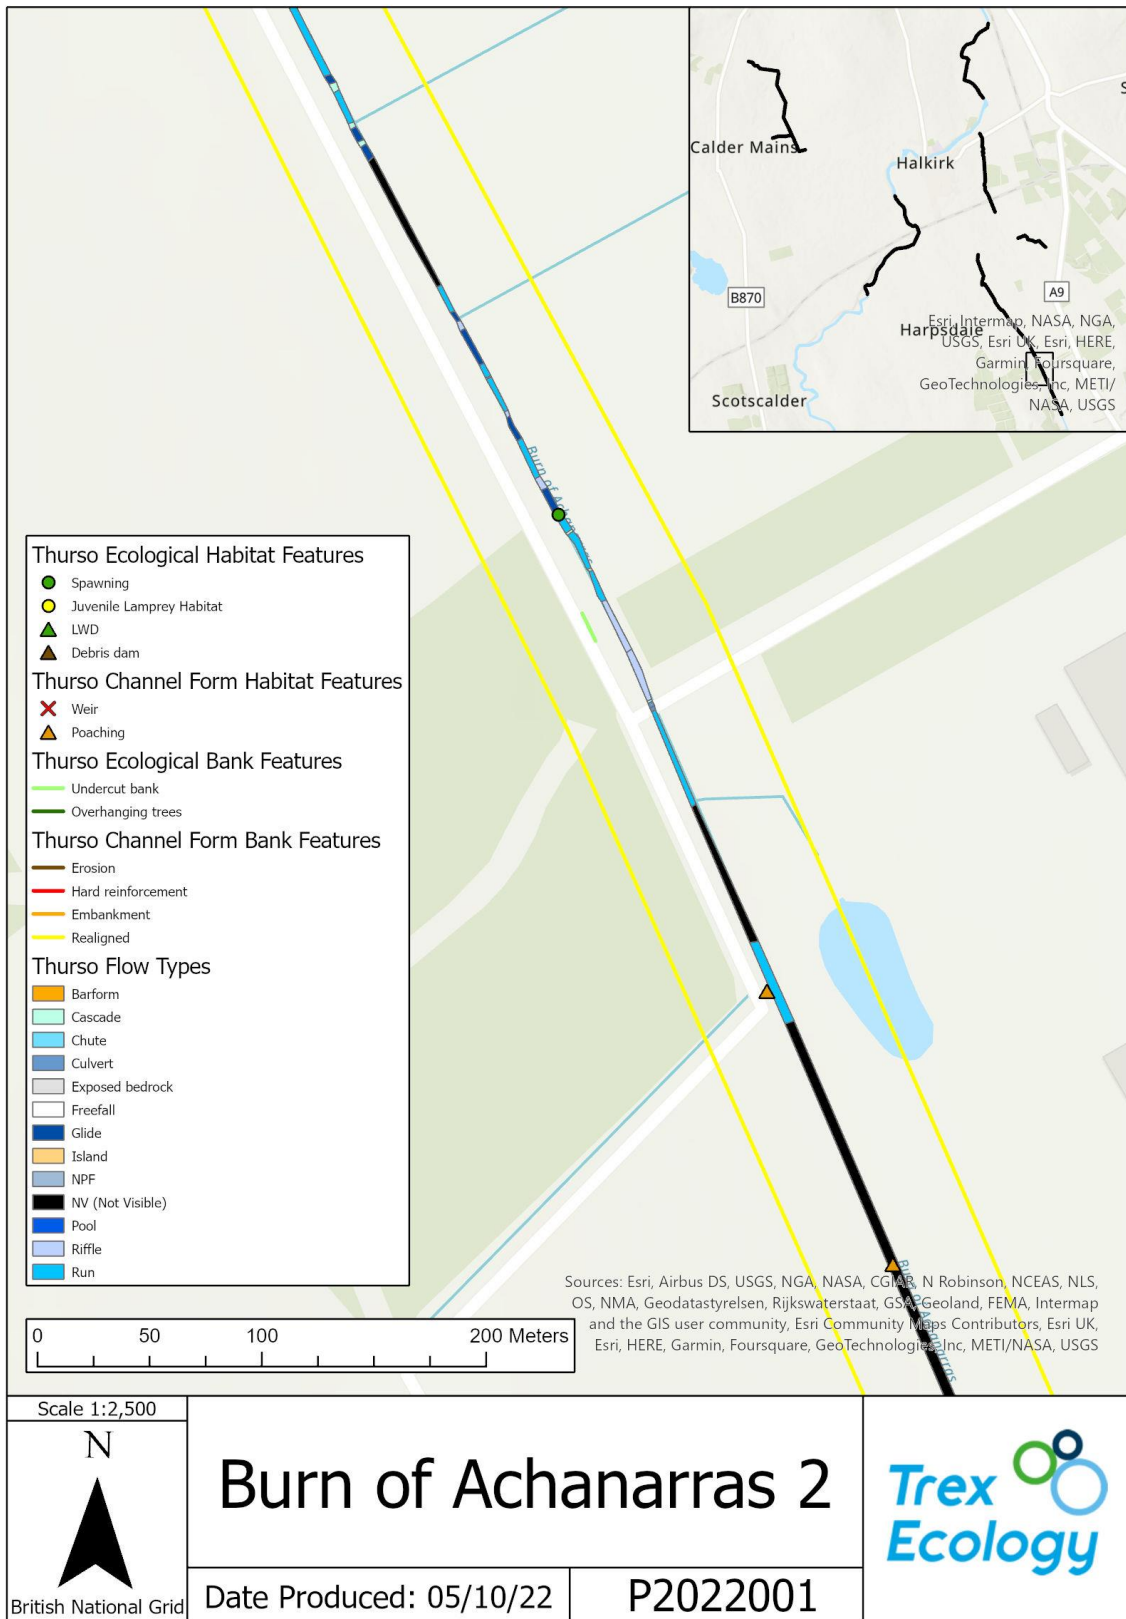 Calder Mains
Halkirk
S
B870
A9
Harpsdale
Scotscalder
Esri, Intermap, NASA, NGA,
USGS, Esri UK, Esri, HERE,
Garmin, Foursquare,
GeoTechnologies, Inc, METI/
NASA, USGS
Burn of Achanarras
Thurso Ecological Habitat Features
Spawning
Juvenile Lamprey Habitat
LWD
Debris dam
Thurso Channel Form Habitat Features
Weir
Poaching
Thurso Ecological Bank Features
Undercut bank
Overhanging trees
Thurso Channel Form Bank Features
Erosion
Hard reinforcement
Embankment
Realigned
Thurso Flow Types
Barform
Cascade
Chute
Culvert
Exposed bedrock
Freefall
Glide
Island
NPF
NV (Not Visible)
Pool
Riffle
Run
Burn of Achanarras
Sources: Esri, Airbus DS, USGS, NGA, NASA, CGIAR, N Robinson, NCEAS, NLS,
OS, NMA, Geodatastyrelsen, Rijkswaterstaat, GSA, Geoland, FEMA, Intermap
and the GIS user community, Esri Community Maps Contributors, Esri UK,
Esri, HERE, Garmin, Foursquare, GeoTechnologies, Inc, METI/NASA, USGS
0 50 100 200 Meters
Scale 1:2,500
N
British National Grid
Burn of Achanarras 2
Date Produced: 05/10/22
P2022001
Trex
Ecology